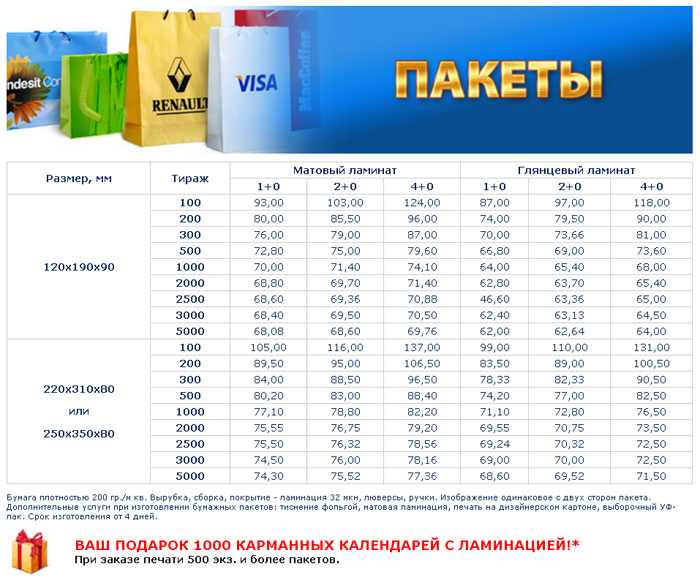 ndesit Con
RENAULT
VISA
MacCoffee
ПАКЕТЫ
Размер, мм Тираж Матовый ламинат Глянцевый ламинат
1+0 2+0 4+0 1+0 2+0 4+0
120х190х90
100 93,00 103,00 124,00 87,00 97,00 118,00
200 80,00 85,50 96,00 74,00 79,50 90,00
300 76,00 79,00 87,00 70,00 73,66 81,00
500 72,80 75,00 79,60 66,80 69,00 73,60
1000 70,00 71,40 74,10 64,00 65,40 68,00
2000 68,80 69,70 71,40 62,80 63,70 65,40
2500 68,60 69,36 70,88 46,60 63,36 65,00
3000 68,40 69,50 70,50 62,40 63,13 64,50
5000 68,08 68,60 69,76 62,00 62,64 64,00
220х310х80
или
250х350х80
100 105,00 116,00 137,00 99,00 110,00 131,00
200 89,50 95,00 106,50 83,50 89,00 100,50
300 84,00 88,50 96,50 78,33 82,33 90,50
500 80,20 83,00 88,40 74,20 77,00 82,50
1000 77,10 78,80 82,20 71,10 72,80 76,50
2000 75,55 76,75 79,20 69,55 70,75 73,50
2500 75,50 76,32 78,56 69,24 70,32 72,50
3000 74,50 76,00 78,16 69,00 70,00 72,50
5000 74,30 75,52 77,36 68,60 69,52 71,50
Бумага плотностью 200 гр./м кв. Вырубка, сборка, покрытие - ламинация 32 мкн, люверсы, ручки. Изображение одинаковое с двух сторон пакета.
Дополнительные услуги при изготовлении бумажных пакетов: тиснение фольгой, матовая ламинация, печать на дизайнерском картоне, выборочный УФ-
лак. Срок изготовления от 4 дней.
ВАШ ПОДАРОК 1000 КАРМАННЫХ КАЛЕНДАРЕЙ С ЛАМИНАЦИЕЙ!*
При заказе печати 500 экз. и более пакетов.